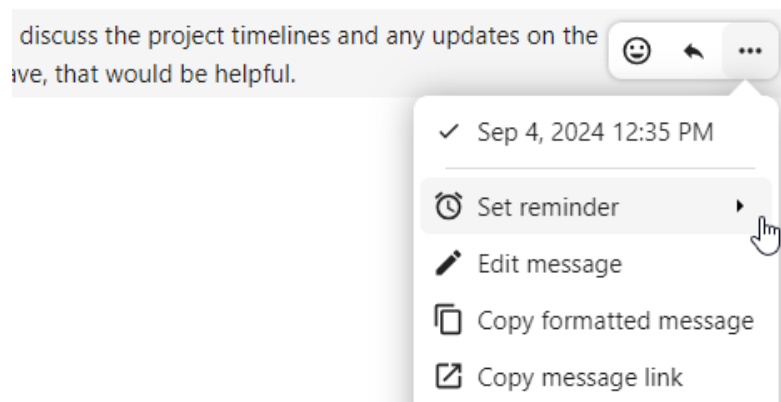 discuss the project timelines and any updates on the
ave, that would be helpful.
Sep 4, 2024 12:35 PM
Set reminder
Edit message
Copy formatted message
Copy message link